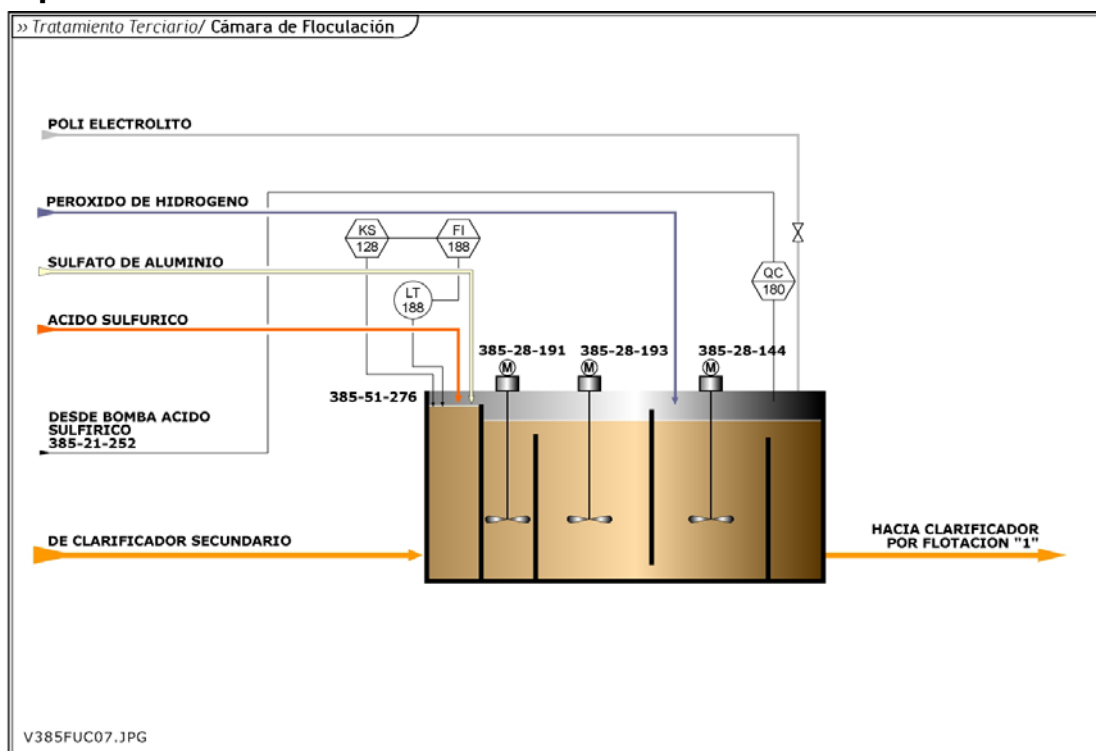 » Tratamiento Terciario/ Cámara de Floculación
POLI ELECTROLITO
PEROXIDO DE HIDROGENO
KS
128
FI
188
SULFATO DE ALUMINIO
QC
180
LT
188
ACIDO SULFURICO
385-28-191
385-28-193
385-28-144
M
M
M
385-51-276
DESDE BOMBA ACIDO
SULFIRICO
385-21-252
DE CLARIFICADOR SECUNDARIO
HACIA CLARIFICADOR
POR FLOTACION "1"
V385FUC07.JPG